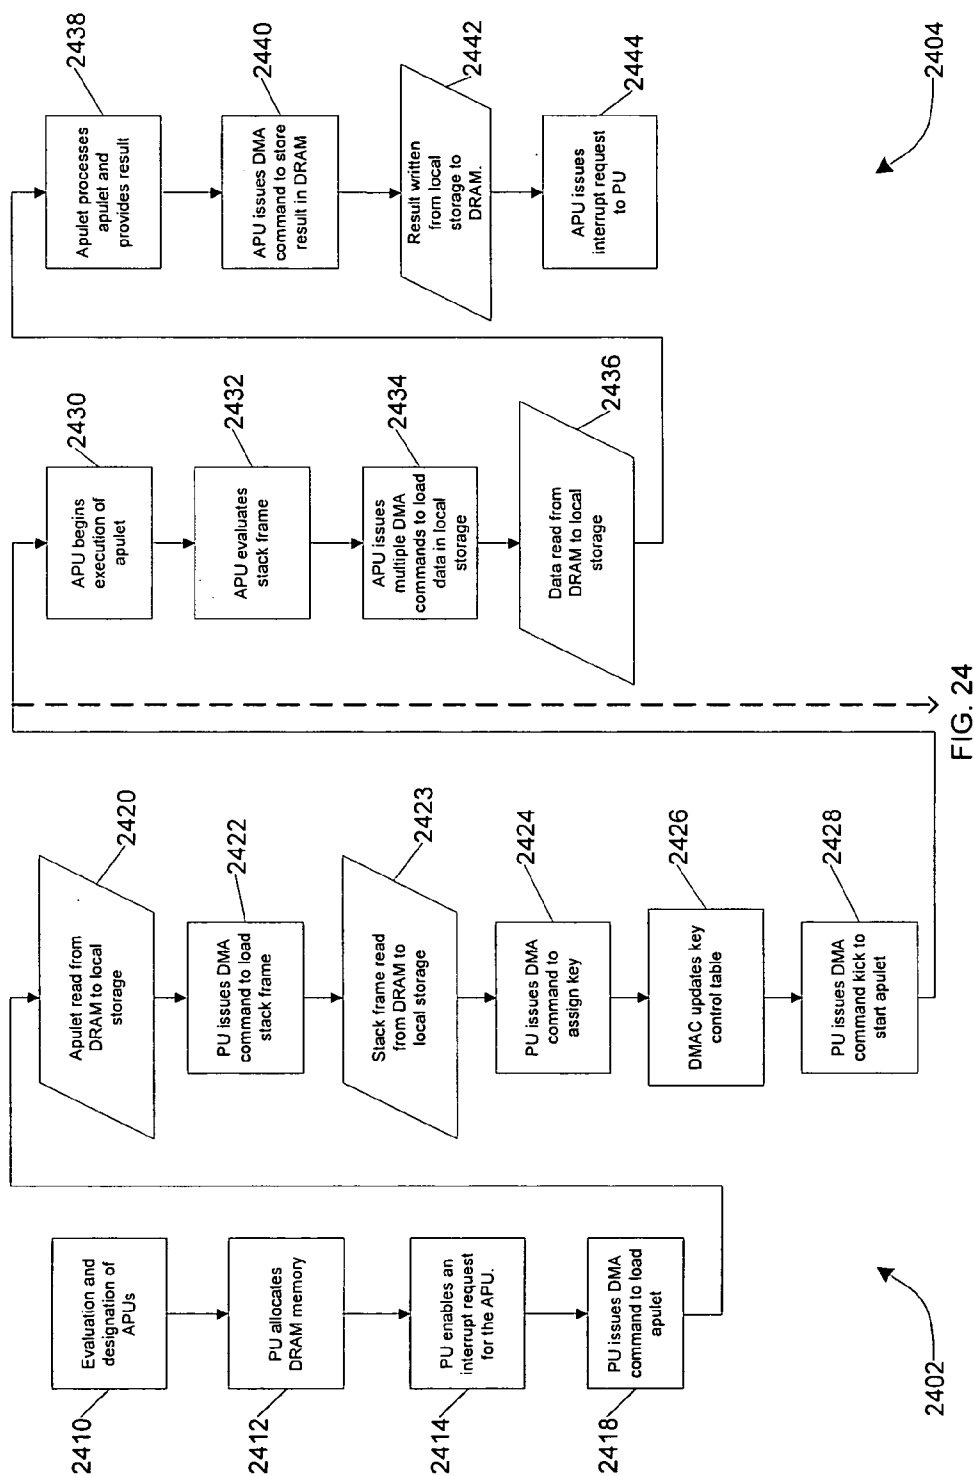 2410
Evaluation and
designation of
APUs
2412
PU allocates
DRAM memory
2414
PU enables an
interrupt request
for the APU.
2418
PU issues DMA
command to load
apulet
2402
Apulet read from
DRAM to local
storage
2420
PU issues DMA
command to load
stack frame
2422
Stack frame read
from DRAM to
local storage
2423
PU issues DMA
command to
assign key
2424
DMAC updates key
control table
2426
PU issues DMA
command kick to
start apulet
2428
APU begins
execution of
apulet
2430
APU evaluates
stack frame
2432
APU issues
multiple DMA
commands to load
data in local
storage
2434
Data read from
DRAM to local
storage
2436
Apulet processes
apulet and
provides result
2438
APU issues DMA
command to store
result in DRAM
2440
Result written
from local
storage to
DRAM.
2442
APU issues
interrupt request
to PU
2444
2404
FIG. 24